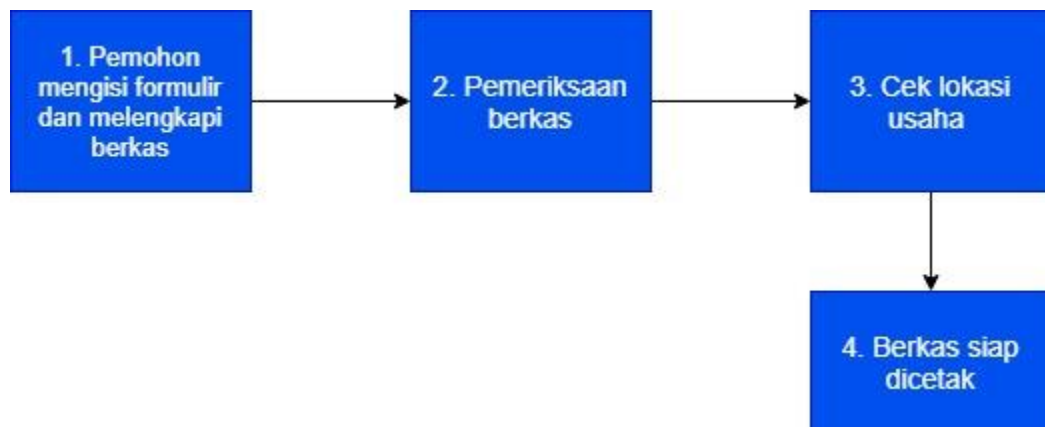 1. Pemohon
mengisi formulir
dan melengkapi
berkas
2. Pemeriksaan
berkas
3. Cek lokasi
usaha
4. Berkas siap
dicetak